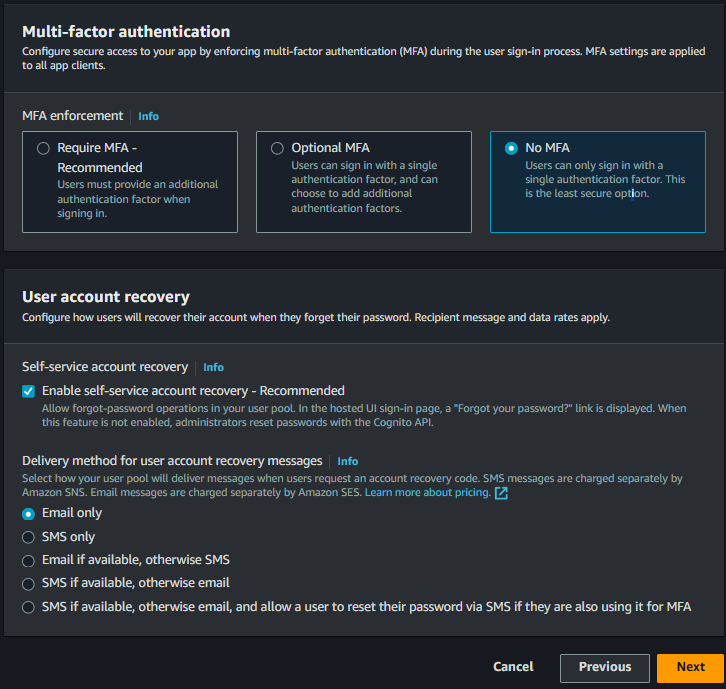 Multi-factor authentication
Configure secure access to your app by enforcing multi-factor authentication (MFA) during the user sign-in process. MFA settings are applied
to all app clients.
MFA enforcement
Info
Require MFA -
Recommended
Users must provide an additional
authentication factor when
signing in.
Optional MFA
Users can sign in with a single
authentication factor, and can
choose to add additional
authentication factors.
No MFA
Users can only sign in with a
single authentication factor. This
is the least secure option.
User account recovery
Configure how users will recover their account when they forget their password. Recipient message and data rates apply.
Self-service account recovery
Info
Enable self-service account recovery - Recommended
Allow forgot-password operations in your user pool. In the hosted UI sign-in page, a "Forgot your password?" link is displayed. When
this feature is not enabled, administrators reset passwords with the Cognito API.
Delivery method for user account recovery messages
Info
Select how your user pool will deliver messages when users request an account recovery code. SMS messages are charged separately by
Amazon SNS. Email messages are charged separately by Amazon SES. Learn more about pricing.
Email only
SMS only
Email if available, otherwise SMS
SMS if available, otherwise email
SMS if available, otherwise email, and allow a user to reset their password via SMS if they are also using it for MFA
Cancel
Previous
Next